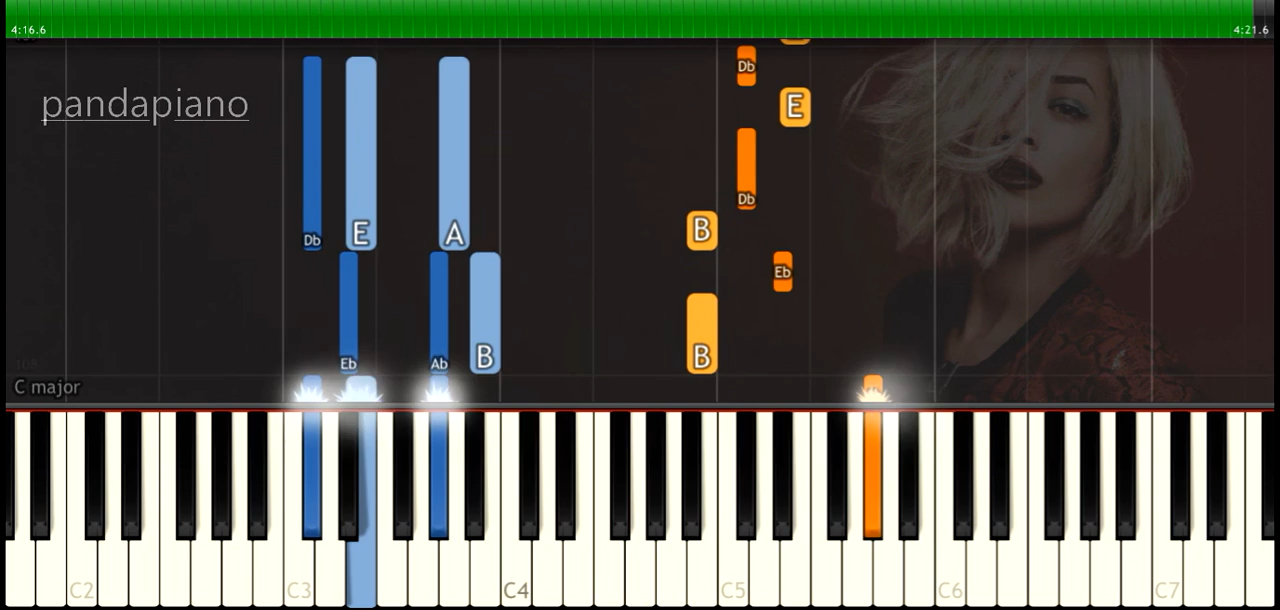 4:16.6
4:21.6
pandapiano
Db
E
Db
Db
E
A
B
Eb
Eb
Ab
B
B
C major
C2
C3
C4
C5
C6
C7